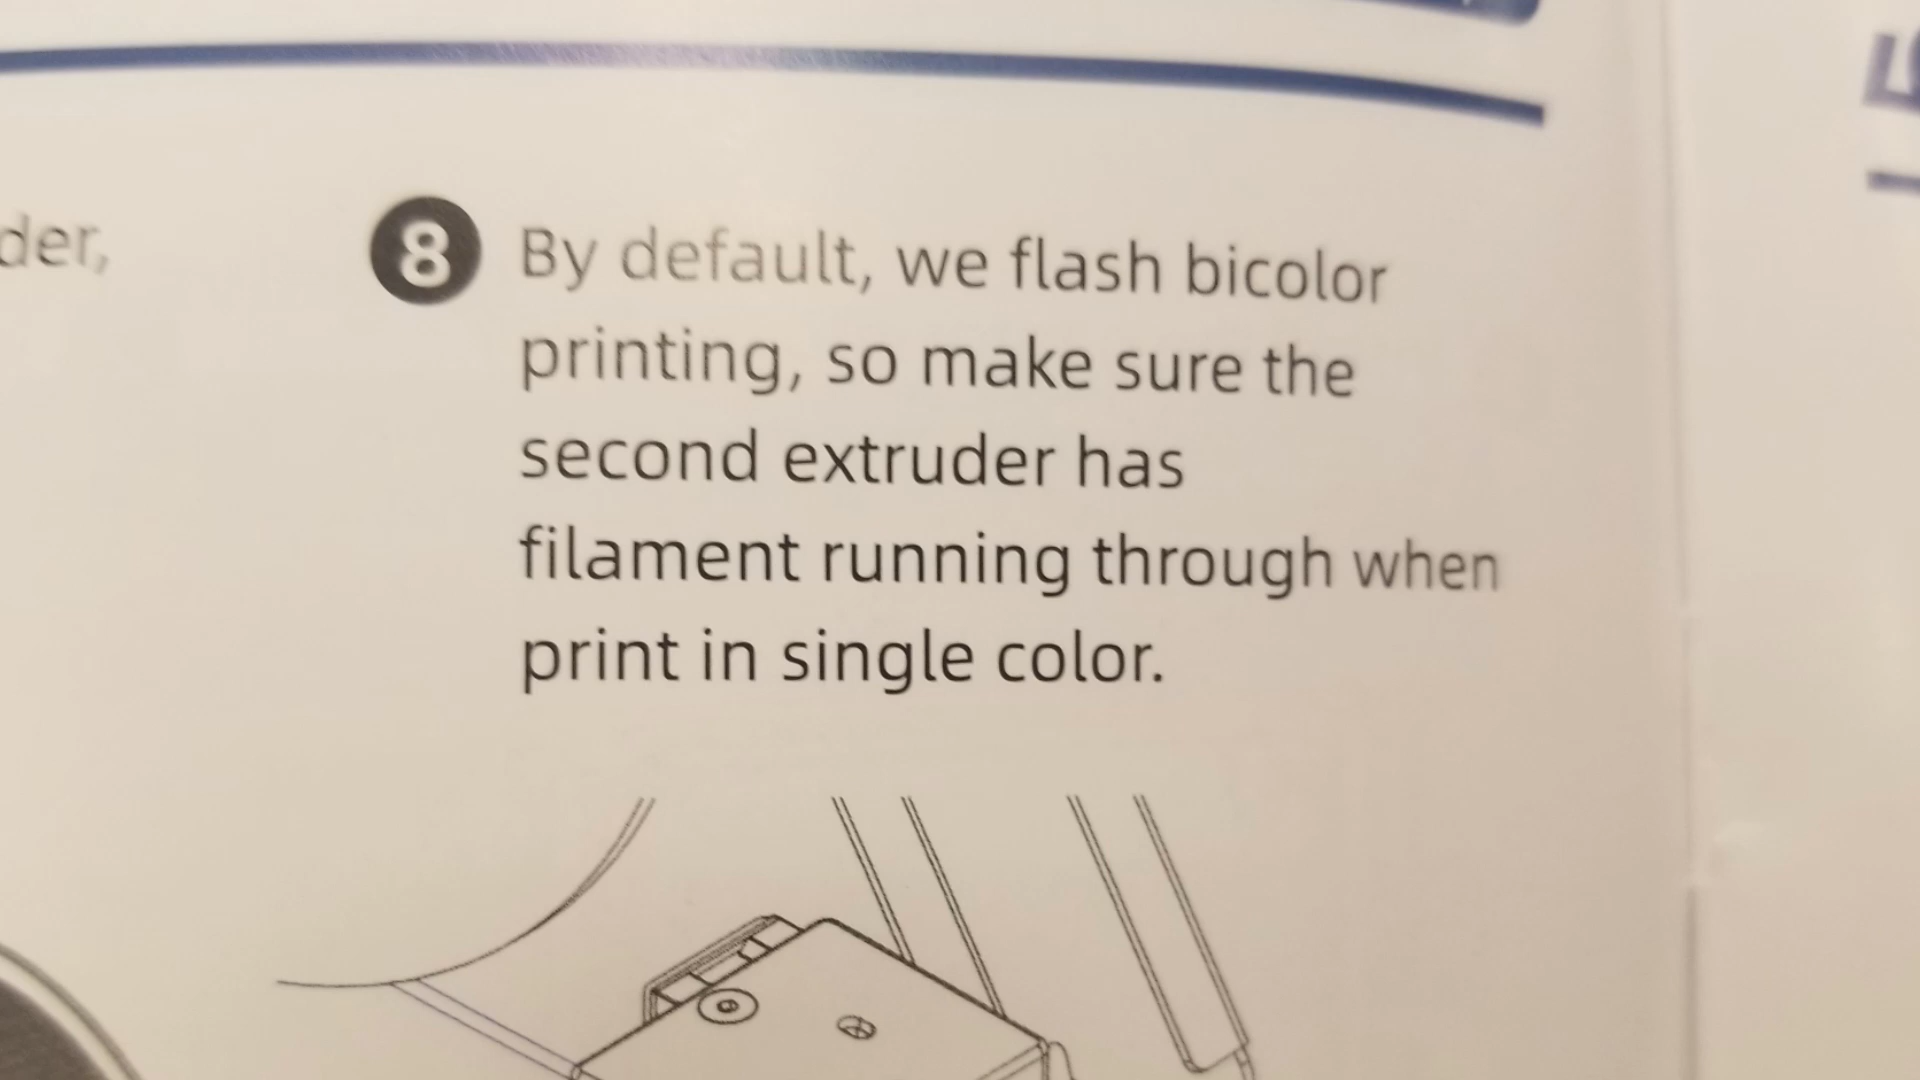 der,
8 By default, we flash bicolor
printing, so make sure the
second extruder has
filament running through when
print in single color.